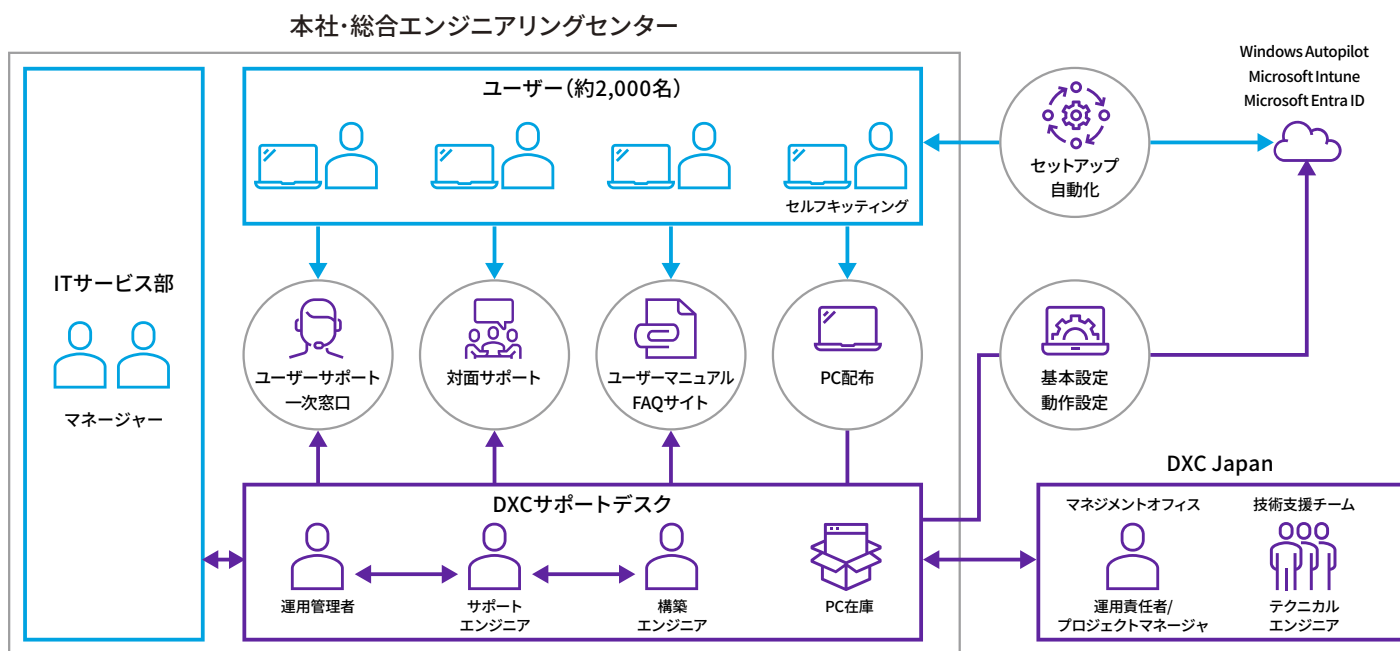 本社・総合エンジニアリングセンター
ITサービス部
マネージャー
ユーザー（約2,000名）
セルフキッティング
セットアップ
自動化
Windows Autopilot
Microsoft Intune
Microsoft Entra ID
ユーザーサポート
一次窓口
対面サポート
ユーザーマニュアル
FAQサイト
PC配布
基本設定
動作設定
DXCサポートデスク
運用管理者
サポート
エンジニア
構築
エンジニア
PC在庫
DXC Japan
マネジメントオフィス
運用責任者/
プロジェクトマネージャ
技術支援チーム
テクニカル
エンジニア